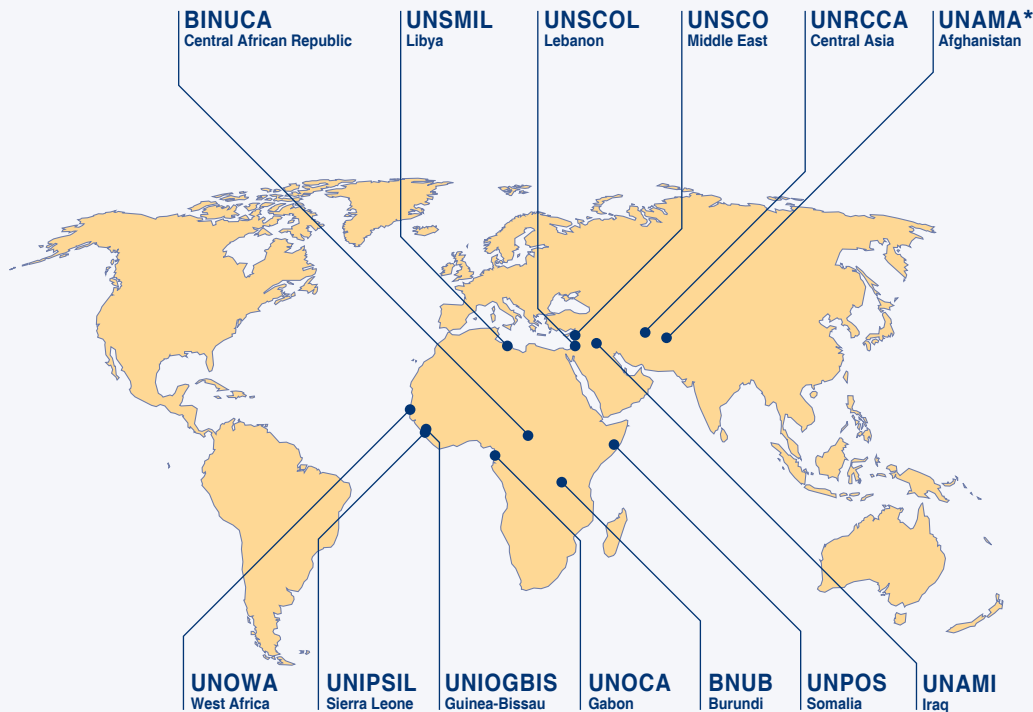 BINUCA
Central African Republic
UNSMIL
Libya
UNSCOL
Lebanon
UNSCO
Middle East
UNRCCA
Central Asia
UNAMA*
Afghanistan
UNOWA
West Africa
UNIPSIL
Sierra Leone
UNIOGBIS
Guinea-Bissau
UNOCA
Gabon
BNUB
Burundi
UNPOS
Somalia
UNAMI
Iraq